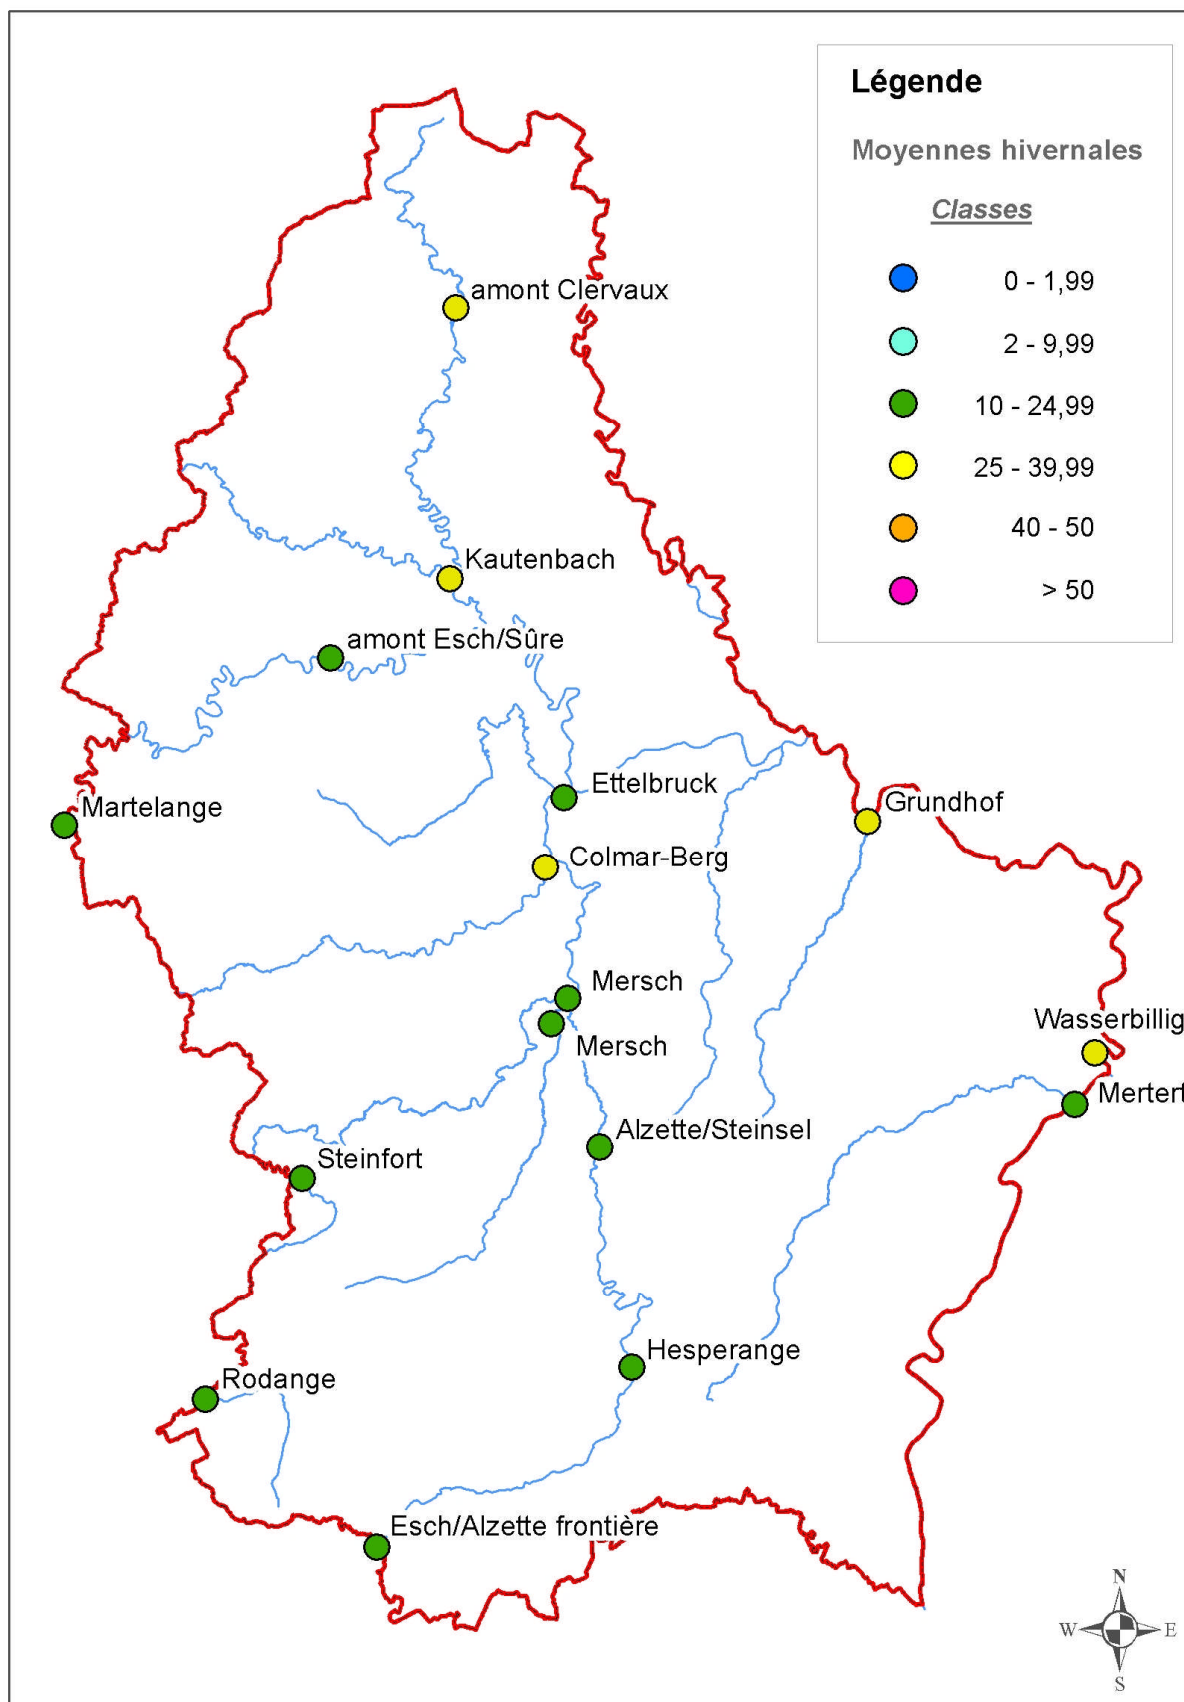 Légende
Moyennes hivernales
Classes
0 - 1,99
2 - 9,99
10 - 24,99
25 - 39,99
40 - 50
> 50
amont Clervaux
Kautenbach
amont Esch/Sûre
Ettelbruck
Martelange
Grundhof
Colmar-Berg
Mersch
Wasserbillig
Mersch
Mertert
Alzette/Steinsel
Steinfort
Hesperange
Rodange
Esch/Alzette frontière
N
W E
S